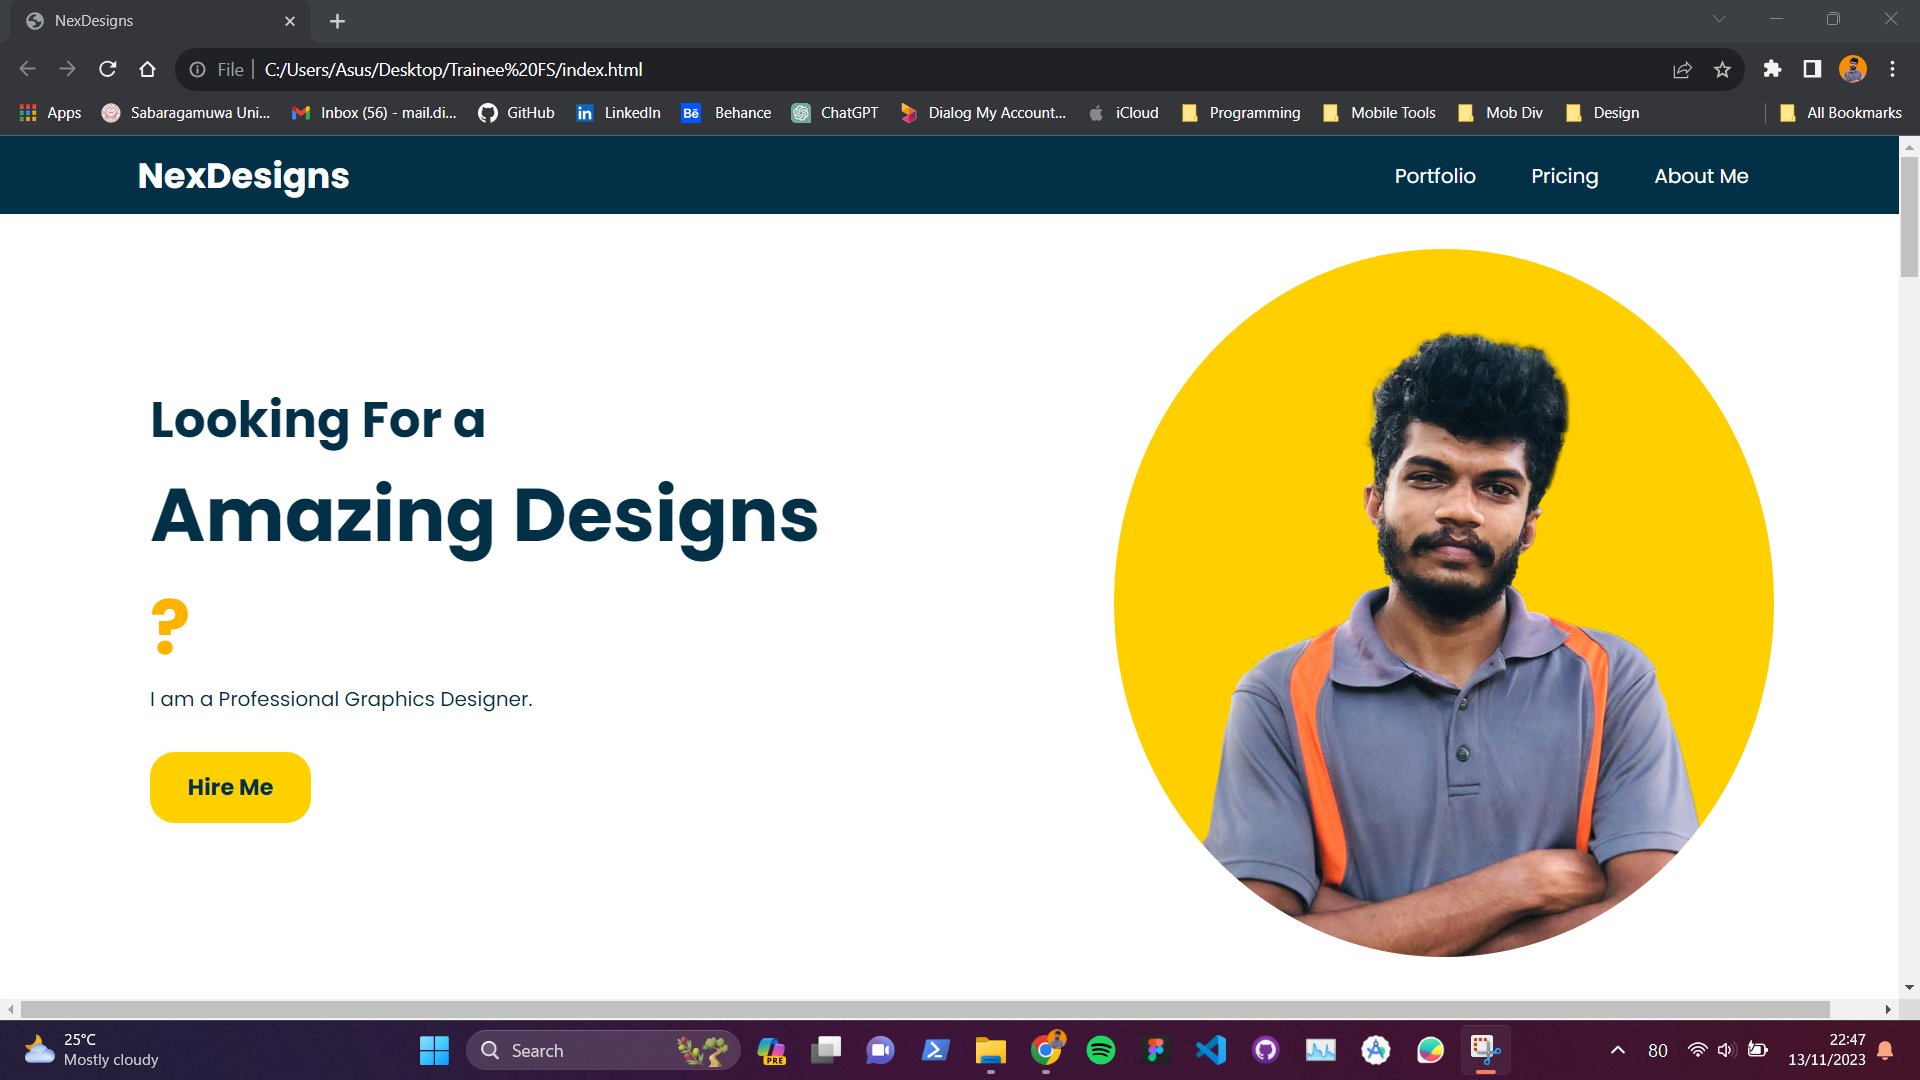 NexDesigns
File
C:/Users/Asus/Desktop/Trainee%20FS/index.html
Apps
Sabaragamuwa Uni...
Inbox (56) - mail.di...
GitHub
LinkedIn
Bē Behance
ChatGPT
Dialog My Account...
iCloud
Programming
Mobile Tools
Mob Div
Design
All Bookmarks
NexDesigns
Portfolio
Pricing
About Me
Looking For a
Amazing Designs
?
I am a Professional Graphics Designer.
Hire Me
25°C
Mostly cloudy
Search
PRE
80
22:47
13/11/2023